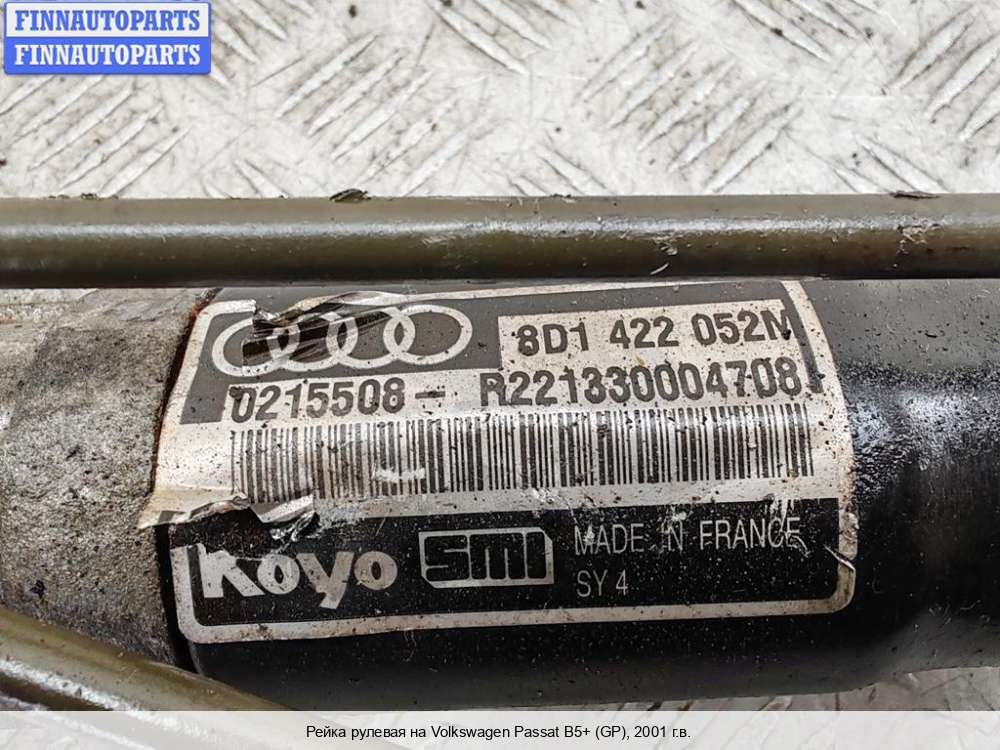 FINNAUTOPARTS
FINNAUTOPARTS
8D1 422 052N
0215508- R221330004708
Koyo SMI MADE IN FRANCE
SY 4
Рейка рулевая на Volkswagen Passat B5+ (GP), 2001 г.в.